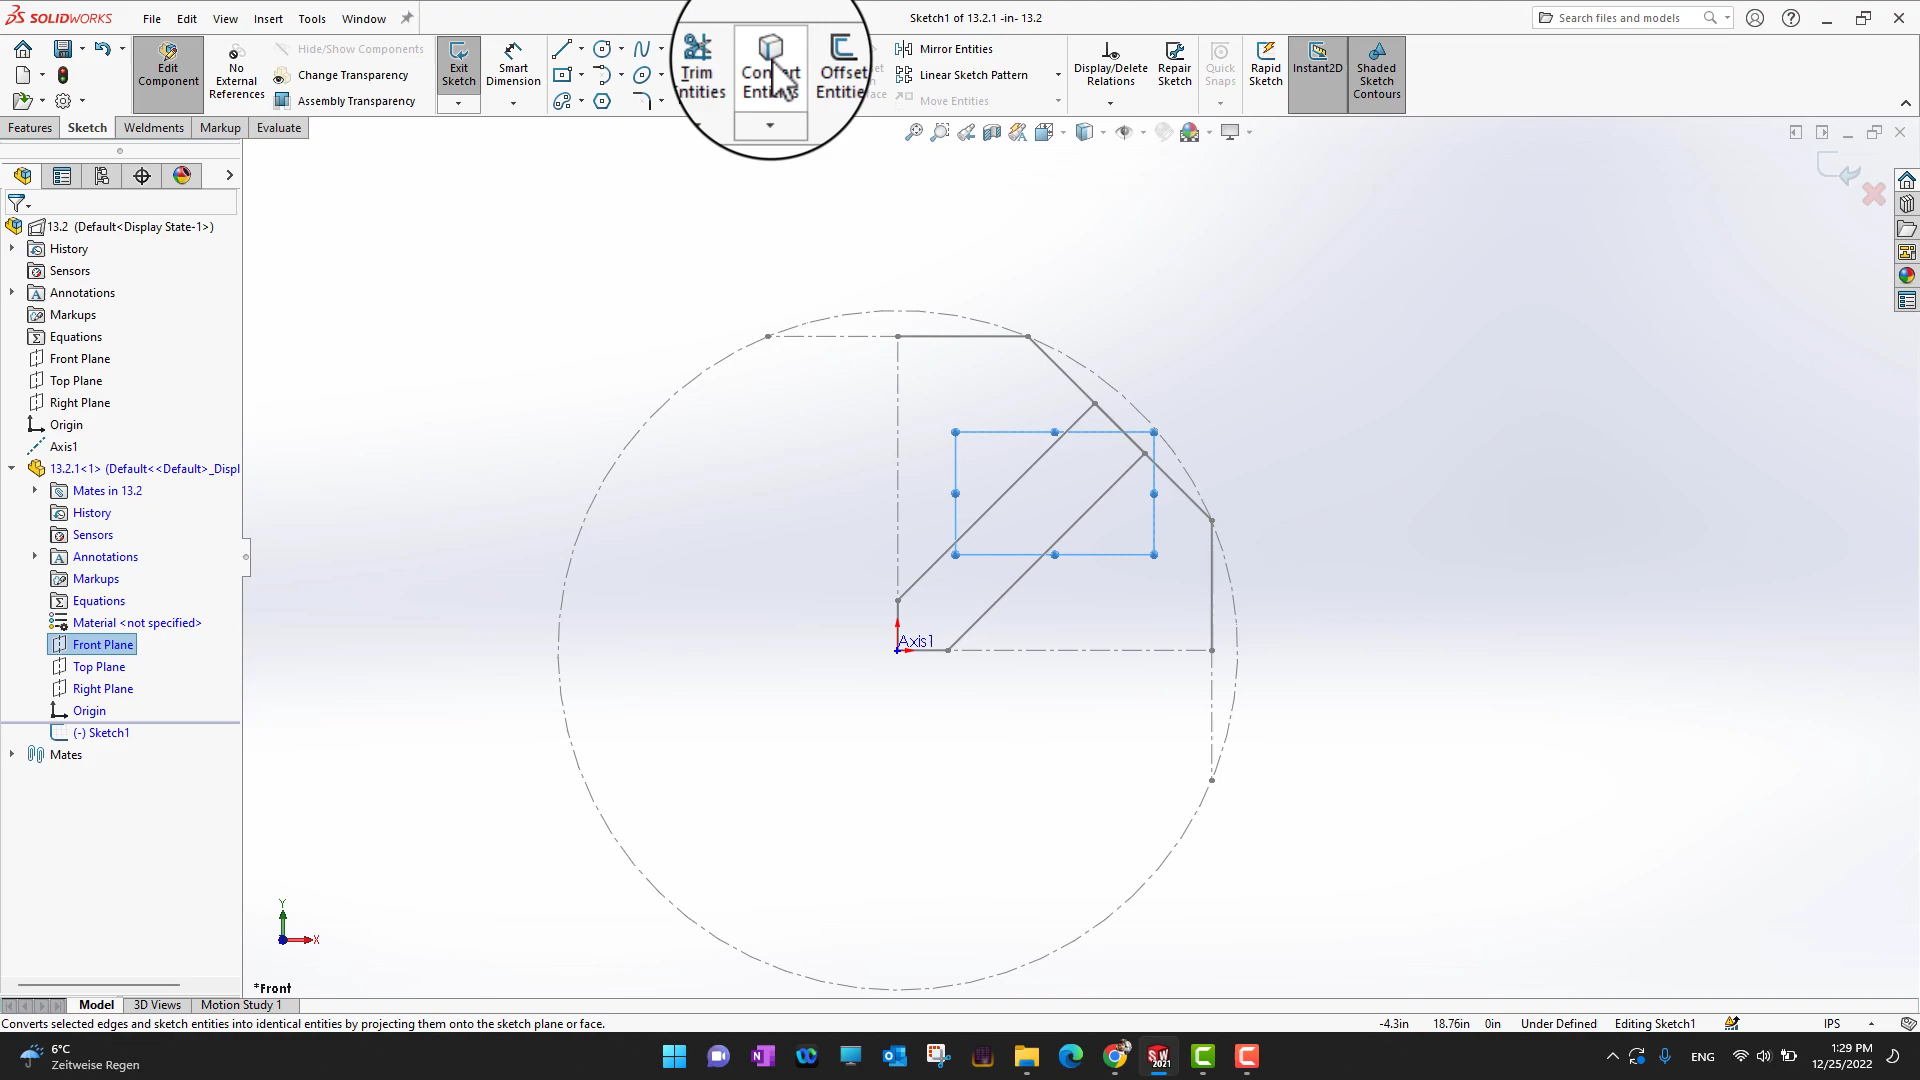 SOLIDWORKS
File
Edit
View
Insert
Tools
Window
Sketch1 of 13.2.1 -in- 13.2
Search files and models
Edit
Component
No
External
References
Hide/Show Components
Change Transparency
Assembly Transparency
Exit
Sketch
Smart
Dimension
Trim
Entities
Convert
Entities
Offset
Entities
Mirror Entities
Linear Sketch Pattern
Move Entities
Display/Delete
Relations
Repair
Sketch
Quick
Snaps
Rapid
Sketch
Instant2D
Shaded
Sketch
Contours
Features
Sketch
Weldments
Markup
Evaluate
13.2 (Default<Display State-1>)
History
Sensors
Annotations
Markups
Equations
Front Plane
Top Plane
Right Plane
Origin
Axis1
13.2.1<1> (Default<<Default>_Displ
Mates in 13.2
History
Sensors
Annotations
Markups
Equations
Material <not specified>
Front Plane
Top Plane
Right Plane
Origin
(-) Sketch1
Mates
Axis1
Y
X
*Front
Model
3D Views
Motion Study 1
Converts selected edges and sketch entities into identical entities by projecting them onto the sketch plane or face.
-4.3in
18.76in
0in
Under Defined
Editing Sketch1
IPS
6°C
Zeitweise Regen
SW
2021
ENG
1:29 PM
12/25/2022